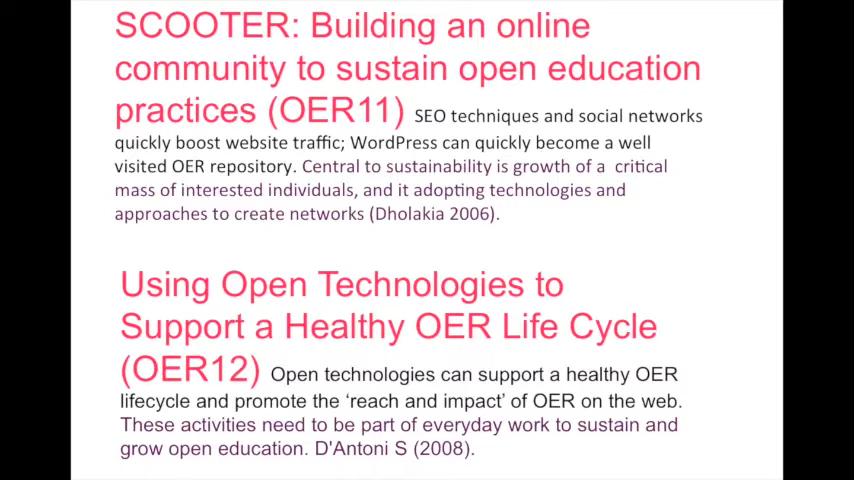 SCOOTER: Building an online
community to sustain open education
practices (OER11) SEO techniques and social networks
quickly boost website traffic; WordPress can quickly become a well
visited OER repository. Central to sustainability is growth of a critical
mass of interested individuals, and it adopting technologies and
approaches to create networks (Dholakia 2006).
Using Open Technologies to
Support a Healthy OER Life Cycle
(OER12) Open technologies can support a healthy OER
lifecycle and promote the ‘reach and impact’ of OER on the web.
These activities need to be part of everyday work to sustain and
grow open education. D'Antoni S (2008).